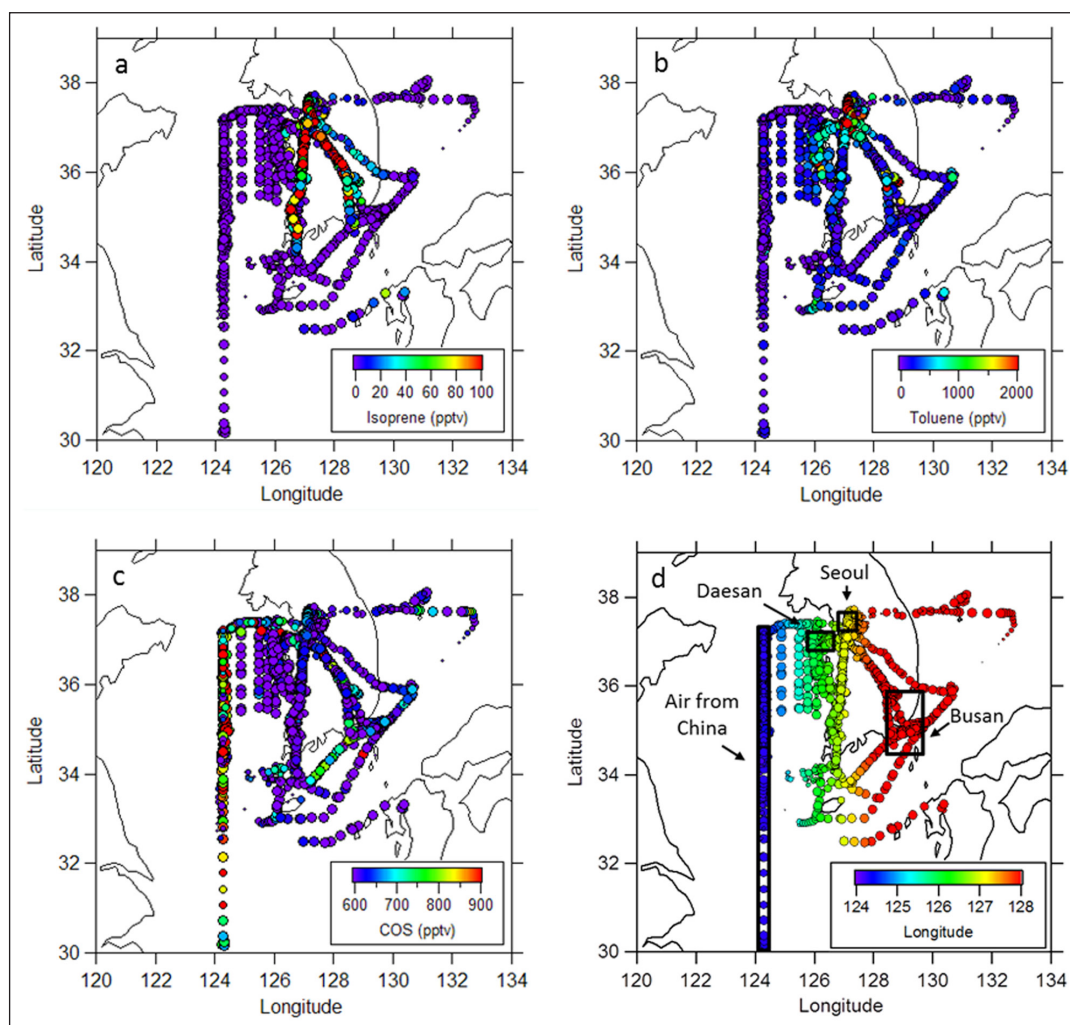 a
38
36
34
32
30
Latitude
0 20 40 60 80 100
Isoprene (pptv)
120 122 124 126 128 130 132 134
Longitude
b
38
36
34
32
30
Latitude
0 1000 2000
Toluene (pptv)
120 122 124 126 128 130 132 134
Longitude
c
38
36
34
32
30
Latitude
600 700 800 900
COS (pptv)
120 122 124 126 128 130 132 134
Longitude
d
Seoul
Daesan
Air from
China
Busan
38
36
34
32
30
Latitude
124 125 126 127 128
Longitude
120 122 124 126 128 130 132 134
Longitude